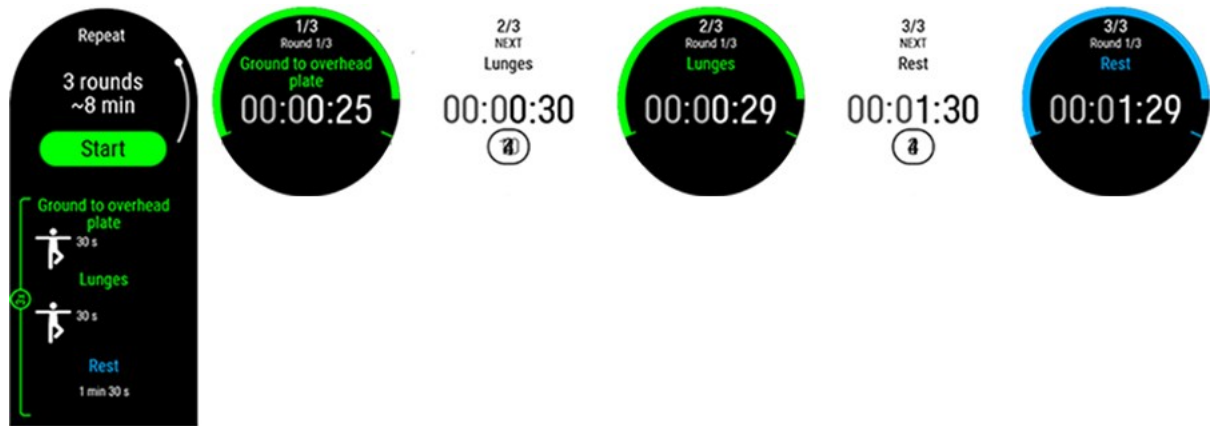 Repeat
3 rounds
~8 min
Start
Ground to overhead
plate
30 s
Lunges
30 s
Rest
1 min 30 s
1/3
Round 1/3
Ground to overhead
plate
00:00:25
2/3
NEXT
Lunges
00:00:30
2/3
Round 1/3
Lunges
00:00:29
3/3
NEXT
Rest
00:01:30
3/3
Round 1/3
Rest
00:01:29